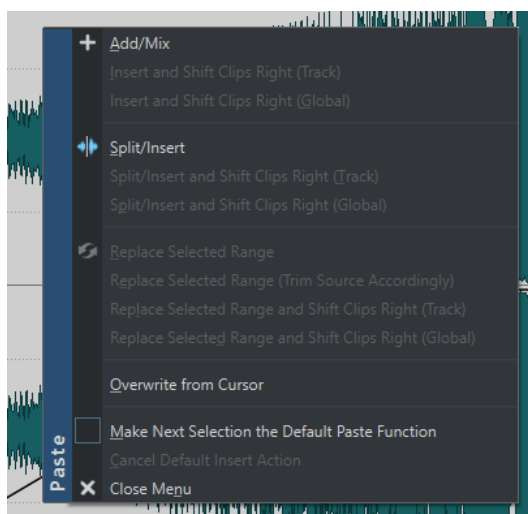 Add/Mix
Insert and Shift Clips Right (Track)
Insert and Shift Clips Right (Global)
Split/Insert
Split/Insert and Shift Clips Right (Track)
Split/Insert and Shift Clips Right (Global)
Replace Selected Range
Replace Selected Range (Trim Source Accordingly)
Replace Selected Range and Shift Clips Right (Track)
Replace Selected Range and Shift Clips Right (Global)
Overwrite from Cursor
Make Next Selection the Default Paste Function
Cancel Default Insert Action
Close Menu
Paste